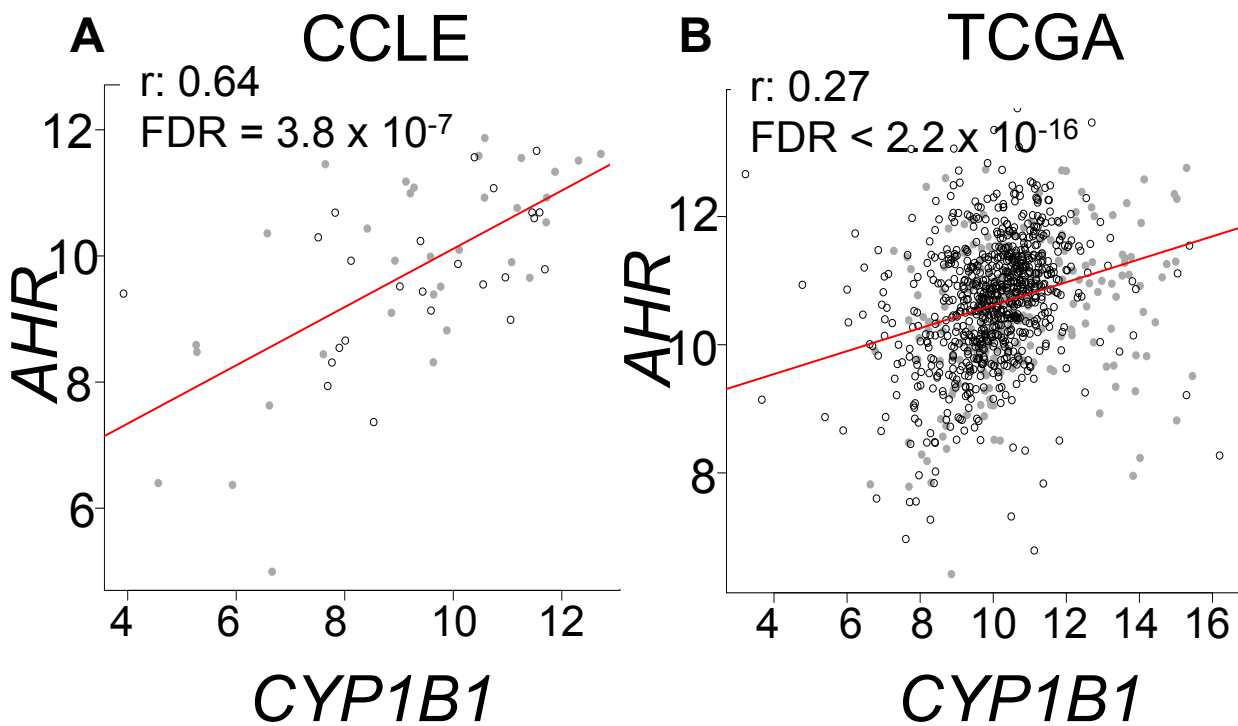 A CCLE
r: 0.64
FDR = 3.8 x 10⁻⁷
12
10
8
6
AHR
4 6 8 10 12
CYP1B1
B TCGA
r: 0.27
FDR < 2.2 x 10⁻¹⁶
12
10
8
AHR
4 6 8 10 12 14 16
CYP1B1